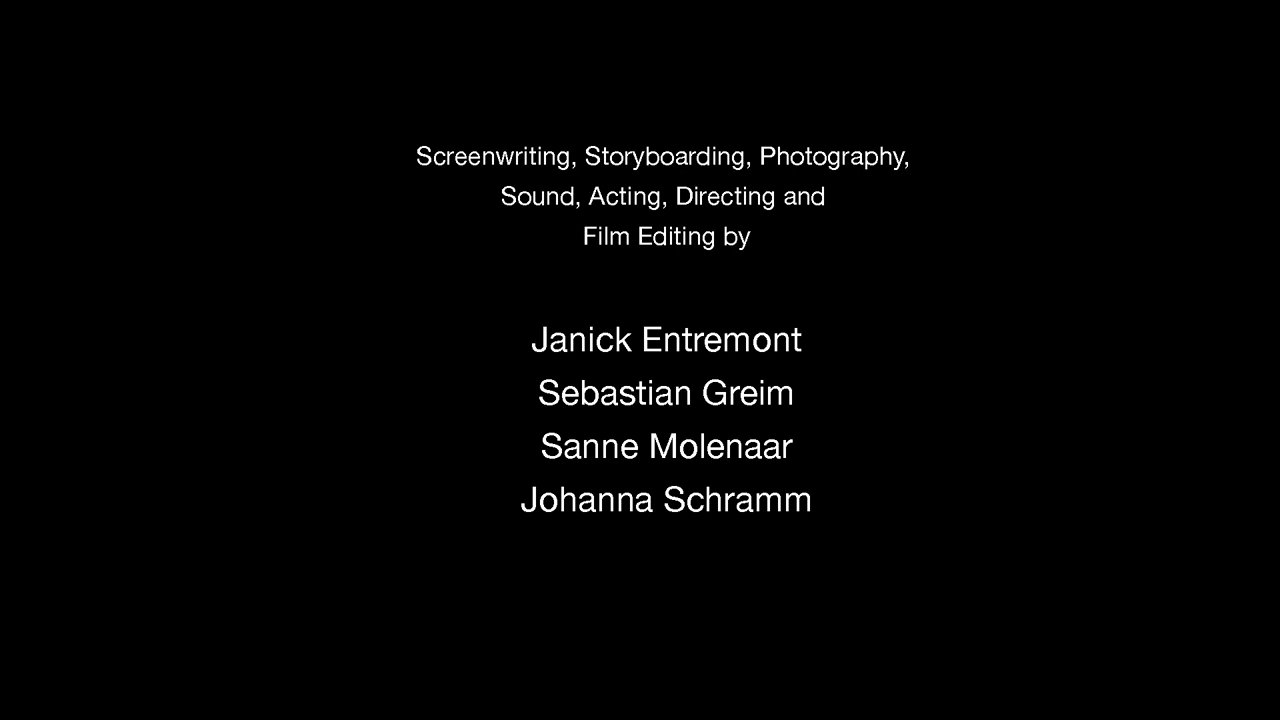 Screenwriting, Storyboarding, Photography,
Sound, Acting, Directing and
Film Editing by
Janick Entremont
Sebastian Greim
Sanne Molenaar
Johanna Schramm